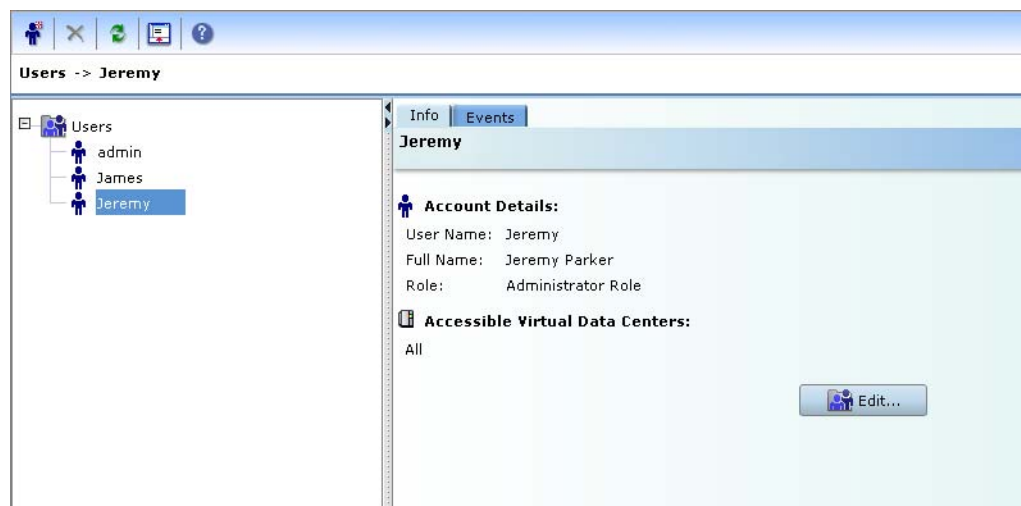 Users -> Jeremy
Users
admin
James
Jeremy
Info
Events
Jeremy
Account Details:
User Name: Jeremy
Full Name: Jeremy Parker
Role: Administrator Role
Accessible Virtual Data Centers:
All
Edit...